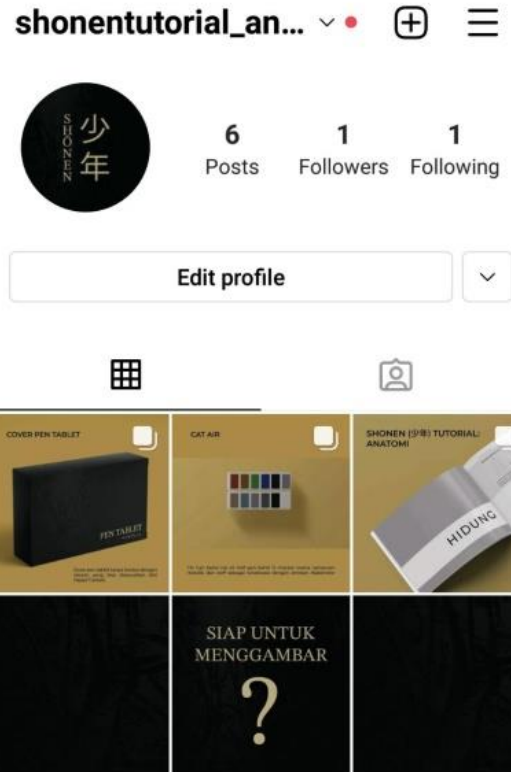 shonentutorial_an...
SHONEN
少年
6
Posts
1
Followers
1
Following
Edit profile
COVER PEN TABLET
PEN TABLET
CAT AIR
SHONEN (少年) TUTORIAL:
ANATOMI
HIDUNG
SIAP UNTUK
MENGGAMBAR
?